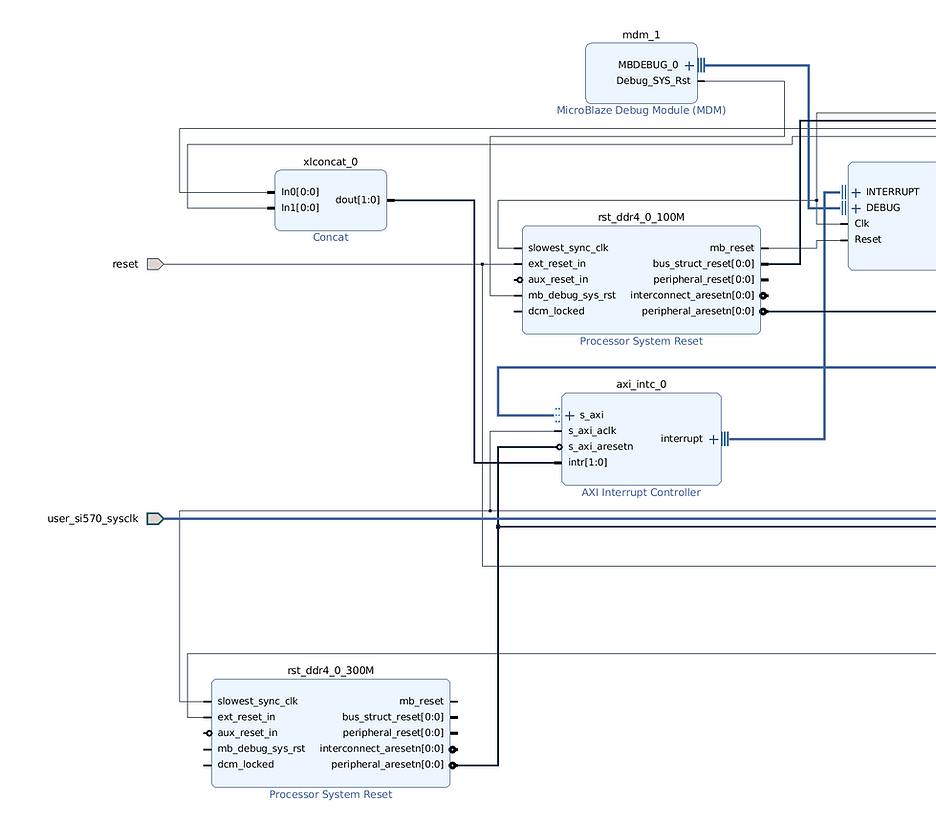 mdm_1
MBDEBUG_0
Debug_SYS_Rst
MicroBlaze Debug Module (MDM)
xlconcat_0
In0[0:0]
In1[0:0]
dout[1:0]
Concat
INTERRUPT
DEBUG
Clk
Reset
rst_ddr4_0_100M
slowest_sync_clk
ext_reset_in
aux_reset_in
mb_debug_sys_rst
dcm_locked
mb_reset
bus_struct_reset[0:0]
peripheral_reset[0:0]
interconnect_aresetn[0:0]
peripheral_aresetn[0:0]
Processor System Reset
reset
axi_intc_0
s_axi
s_axi_aclk
s_axi_aresetn
intr[1:0]
interrupt
AXI Interrupt Controller
user_si570_sysclk
rst_ddr4_0_300M
slowest_sync_clk
ext_reset_in
aux_reset_in
mb_debug_sys_rst
dcm_locked
mb_reset
bus_struct_reset[0:0]
peripheral_reset[0:0]
interconnect_aresetn[0:0]
peripheral_aresetn[0:0]
Processor System Reset